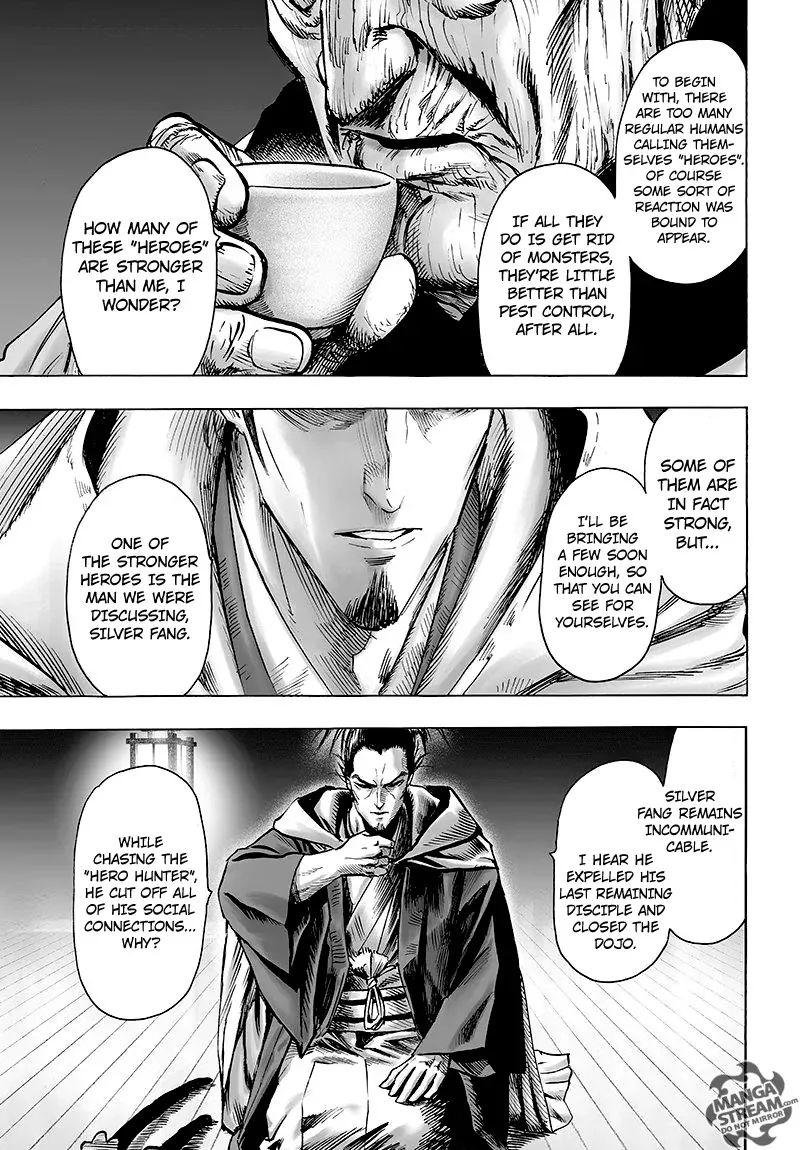 TO BEGIN
WITH, THERE
ARE TOO MANY
REGULAR HUMANS
CALLING THEM-
SELVES "HEROES".
OF COURSE
SOME SORT OF
REACTION WAS
BOUND TO
APPEAR.
IF ALL THEY
DO IS GET RID
OF MONSTERS,
THEY'RE LITTLE
BETTER THAN
PEST CONTROL,
AFTER ALL.
HOW MANY OF
THESE "HEROES"
ARE STRONGER
THAN ME, I
WONDER?
SOME OF
THEM ARE
IN FACT
STRONG,
BUT...
I'LL BE
BRINGING
A FEW SOON
ENOUGH, SO
THAT YOU CAN
SEE FOR
YOURSELVES.
ONE OF
THE STRONGER
HEROES IS THE
MAN WE WERE
DISCUSSING,
SILVER FANG.
SILVER
FANG REMAINS
INCOMMUNI-
CABLE.
I HEAR HE
EXPELLED HIS
LAST REMAINING
DISCIPLE AND
CLOSED THE
DOJO.
WHILE
CHASING THE
"HERO HUNTER",
HE CUT OFF ALL
OF HIS SOCIAL
CONNECTIONS...
WHY?
MANGA
STREAM.com
DO NOT MIRROR